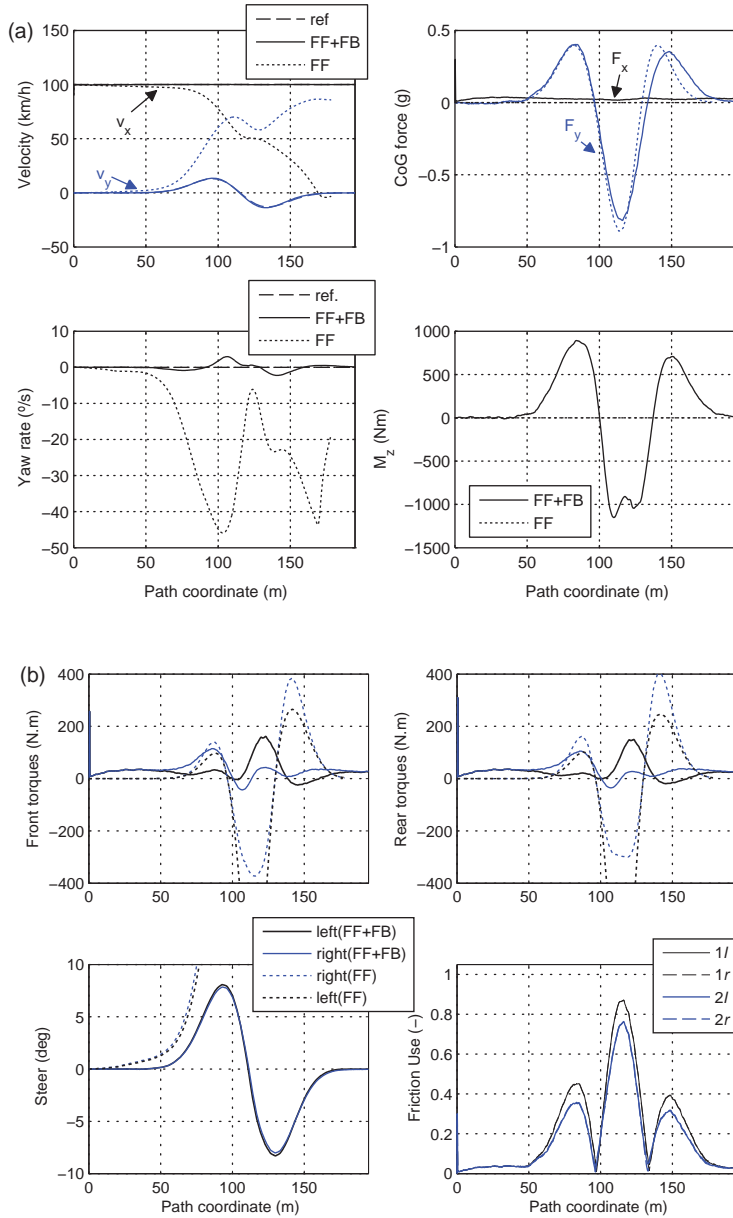 (a)
ref
FF+FB
FF
150
100
50
0
−50
0 50 100 150
Velocity (km/h)
vx
vy
0.5
0
−0.5
−1
0 50 100 150
CoG force (g)
Fx
Fy
ref.
FF+FB
FF
10
0
−10
−20
−30
−40
−50
0 50 100 150
Yaw rate (º/s)
Path coordinate (m)
1000
500
0
−500
−1000
−1500
0 50 100 150
Mz (Nm)
FF+FB
FF
Path coordinate (m)
(b)
400
200
0
−200
−400
0 50 100 150
Front torques (N.m)
400
200
0
−200
−400
0 50 100 150
Rear torques (N.m)
left(FF+FB)
right(FF+FB)
right(FF)
left(FF)
10
5
0
−5
−10
0 50 100 150
Steer (deg)
Path coordinate (m)
1l
1r
2l
2r
1
0.8
0.6
0.4
0.2
0
0 50 100 150
Friction Use (−)
Path coordinate (m)